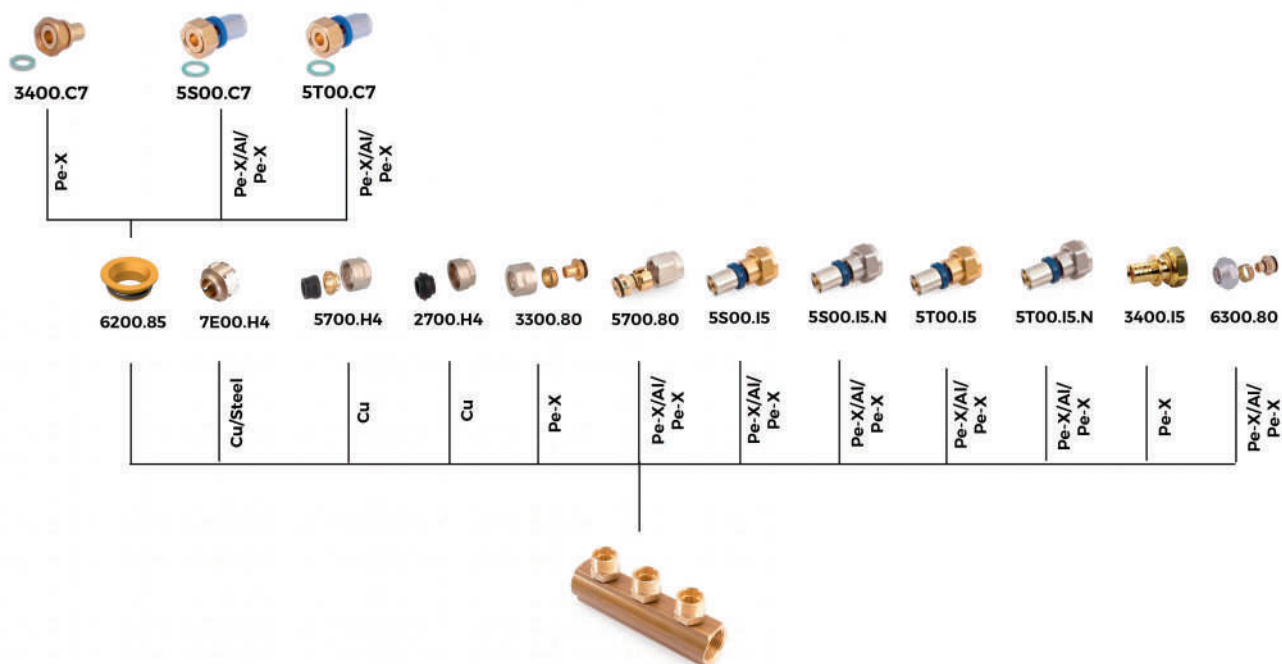 3400.C7
5S00.C7
5T00.C7
Pe-X
Pe-X/Al/
Pe-X
Pe-X/Al/
Pe-X
6200.85
7E00.H4
5700.H4
2700.H4
3300.80
5700.80
5S00.I5
5S00.I5.N
5T00.I5
5T00.I5.N
3400.I5
6300.80
Cu/Steel
Cu
Cu
Pe-X
Pe-X/Al/
Pe-X
Pe-X/Al/
Pe-X
Pe-X/Al/
Pe-X
Pe-X/Al/
Pe-X
Pe-X/Al/
Pe-X
Pe-X
Pe-X/Al/
Pe-X